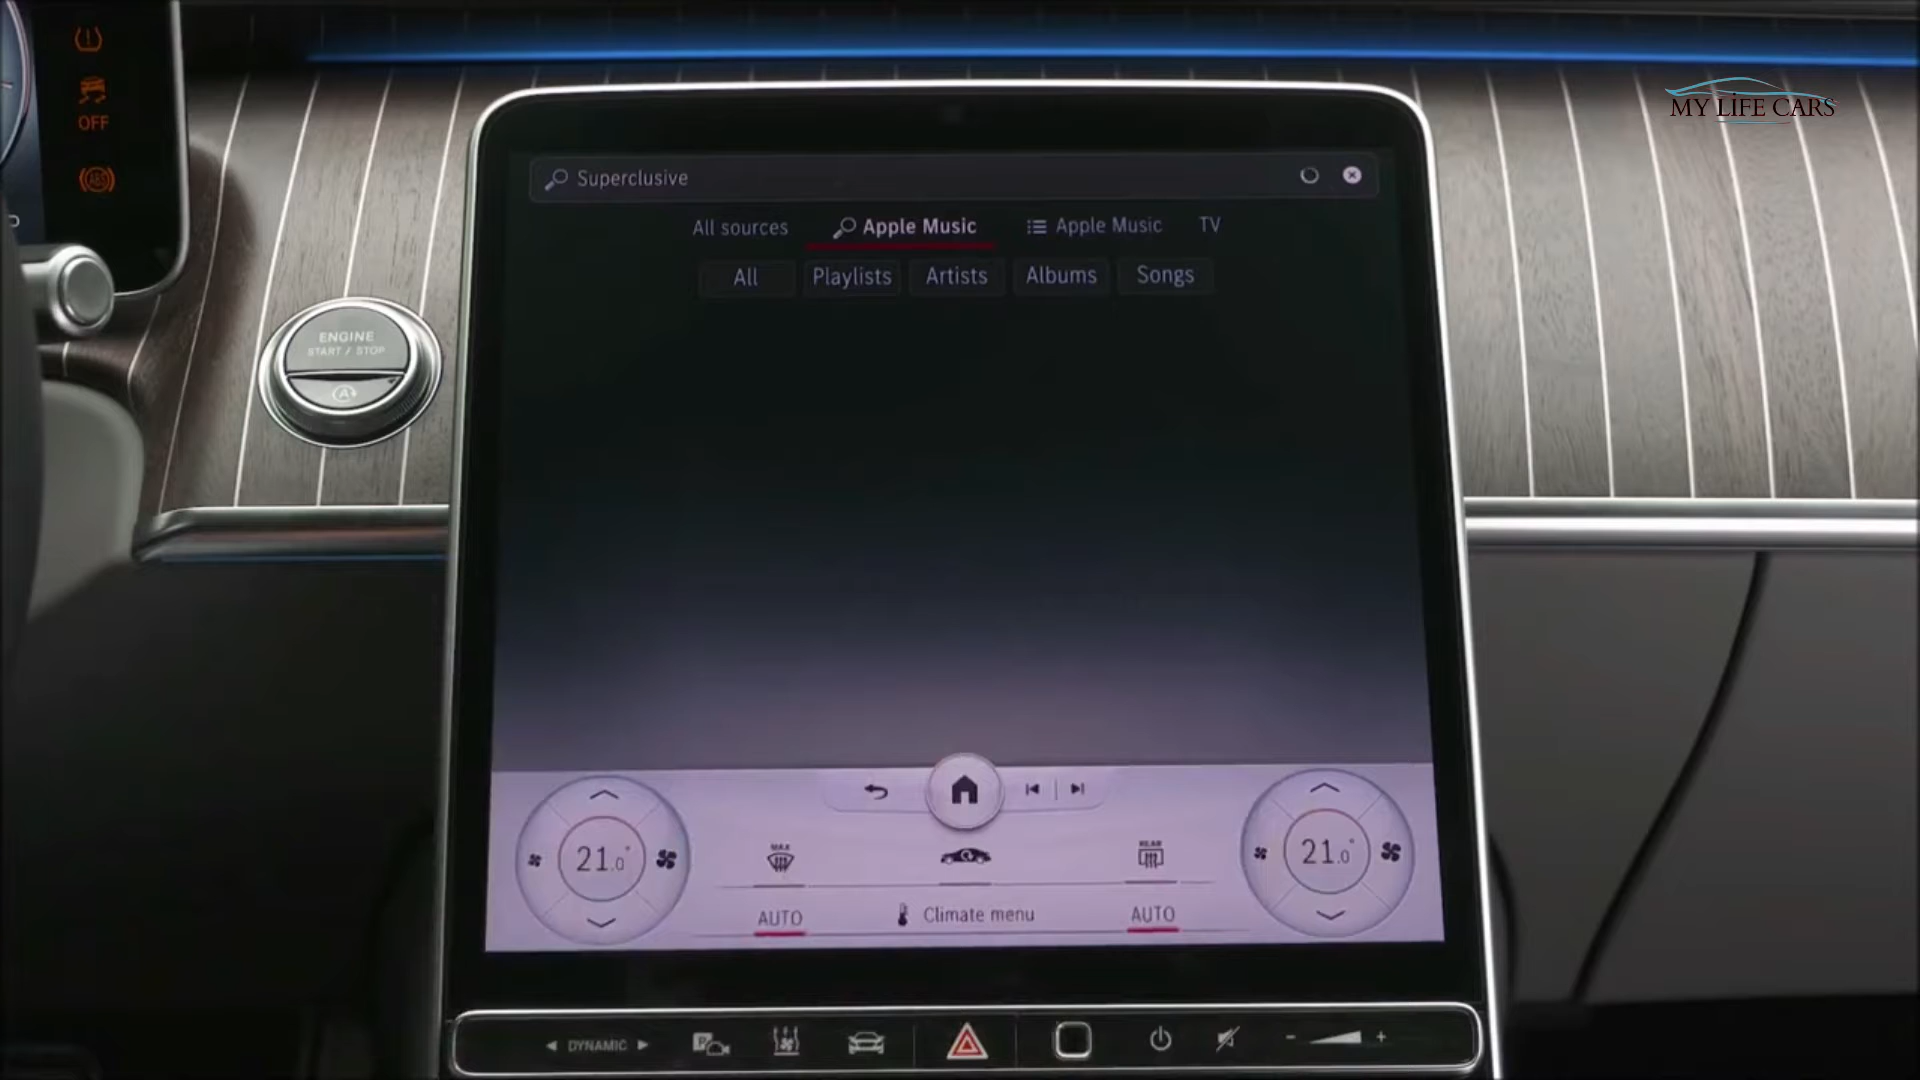 OFF
ABS
MY LIFE CARS
Superclusive
All sources
Apple Music
Apple Music
TV
All
Playlists
Artists
Albums
Songs
ENGINE
START / STOP
A
21.0°
MAX
REAR
21.0°
AUTO
Climate menu
AUTO
DYNAMIC
P
- +